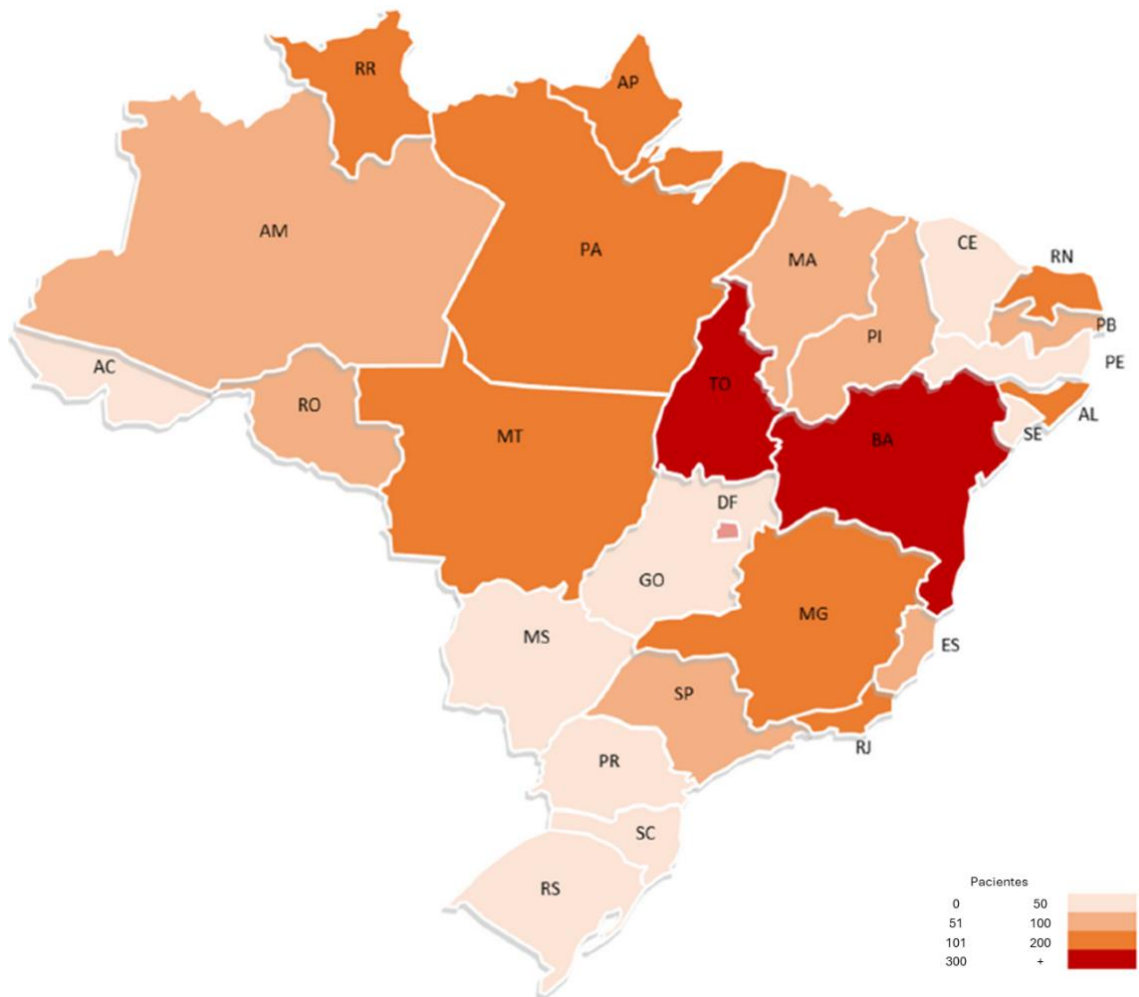 RR
AP
AM
PA
MA
CE
RN
PI
PB
PE
AC
RO
TO
MT
BA
AL
SE
DF
GO
MG
MS
ES
SP
RJ
PR
SC
RS
Pacientes
0 50
51 100
101 200
300 +